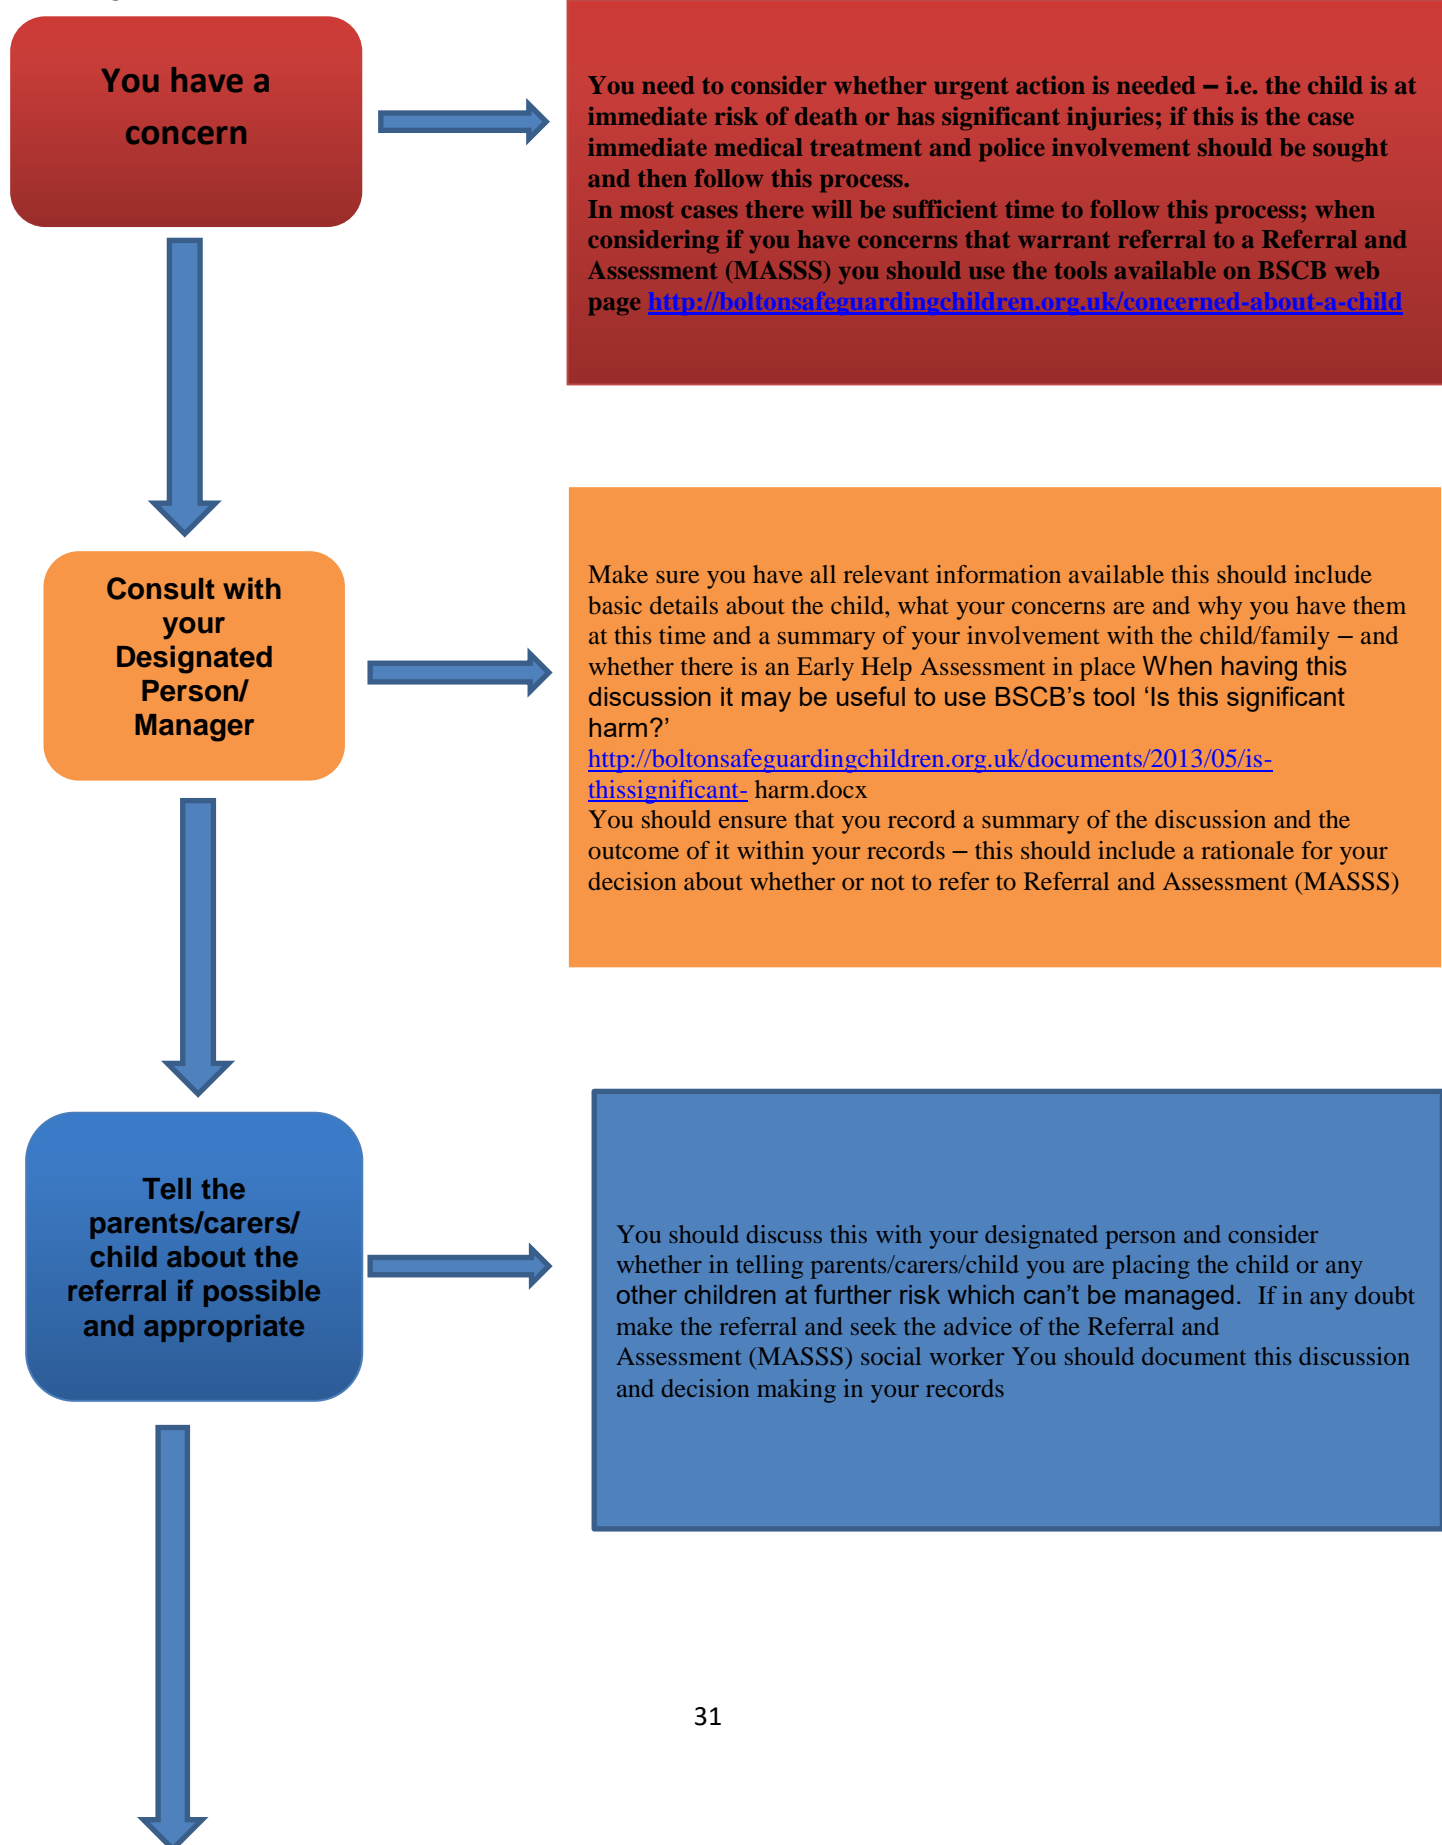 You have a
concern
You need to consider whether urgent action is needed – i.e. the child is at
immediate risk of death or has significant injuries; if this is the case
immediate medical treatment and police involvement should be sought
and then follow this process.
In most cases there will be sufficient time to follow this process; when
considering if you have concerns that warrant referral to a Referral and
Assessment (MASSS) you should use the tools available on BSCB web
page http://boltonsafeguardingchildren.org.uk/concerned-about-a-child
Consult with
your
Designated
Person/
Manager
Make sure you have all relevant information available this should include
basic details about the child, what your concerns are and why you have them
at this time and a summary of your involvement with the child/family – and
whether there is an Early Help Assessment in place When having this
discussion it may be useful to use BSCB’s tool ‘Is this significant
harm?’
http://boltonsafeguardingchildren.org.uk/documents/2013/05/is-
thissignificant- harm.docx
You should ensure that you record a summary of the discussion and the
outcome of it within your records – this should include a rationale for your
decision about whether or not to refer to Referral and Assessment (MASSS)
Tell the
parents/carers/
child about the
referral if possible
and appropriate
You should discuss this with your designated person and consider
whether in telling parents/carers/child you are placing the child or any
other children at further risk which can’t be managed. If in any doubt
make the referral and seek the advice of the Referral and
Assessment (MASSS) social worker You should document this discussion
and decision making in your records
31